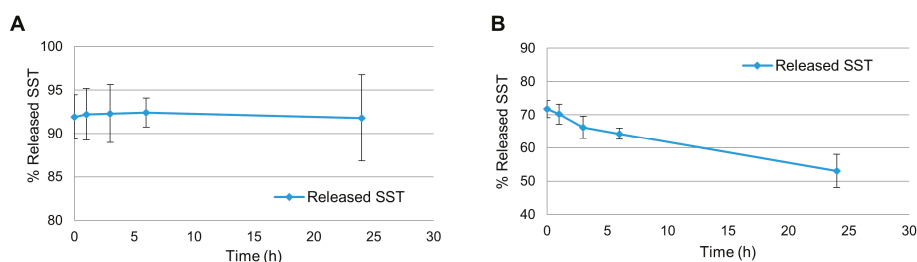 A
% Released SST
100
95
90
85
80
Released SST
0 5 10 15 20 25 30
Time (h)
B
% Released SST
90
80
70
60
50
40
Released SST
0 5 10 15 20 25 30
Time (h)